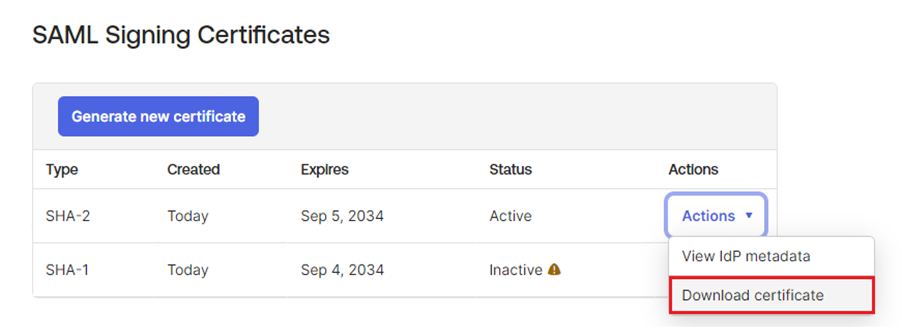 SAML Signing Certificates
Generate new certificate
Type Created Expires Status Actions
SHA-2 Today Sep 5, 2034 Active Actions
View IdP metadata
SHA-1 Today Sep 4, 2034 Inactive
Download certificate